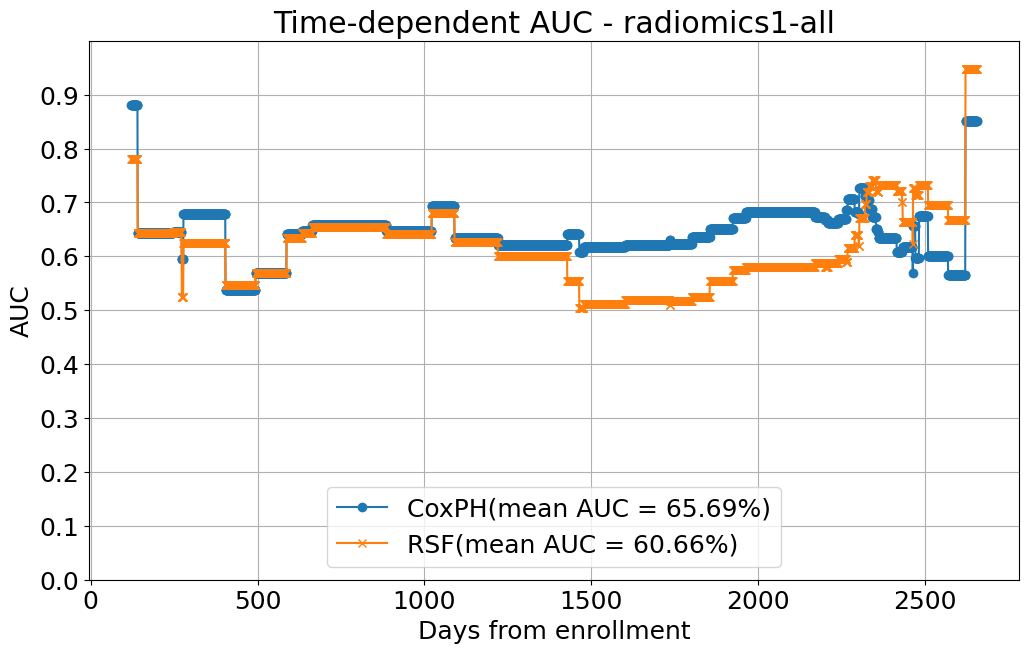 Time-dependent AUC - radiomics1-all
AUC
0.9
0.8
0.7
0.6
0.5
0.4
0.3
0.2
0.1
0.0
CoxPH(mean AUC = 65.69%)
RSF(mean AUC = 60.66%)
0 500 1000 1500 2000 2500
Days from enrollment